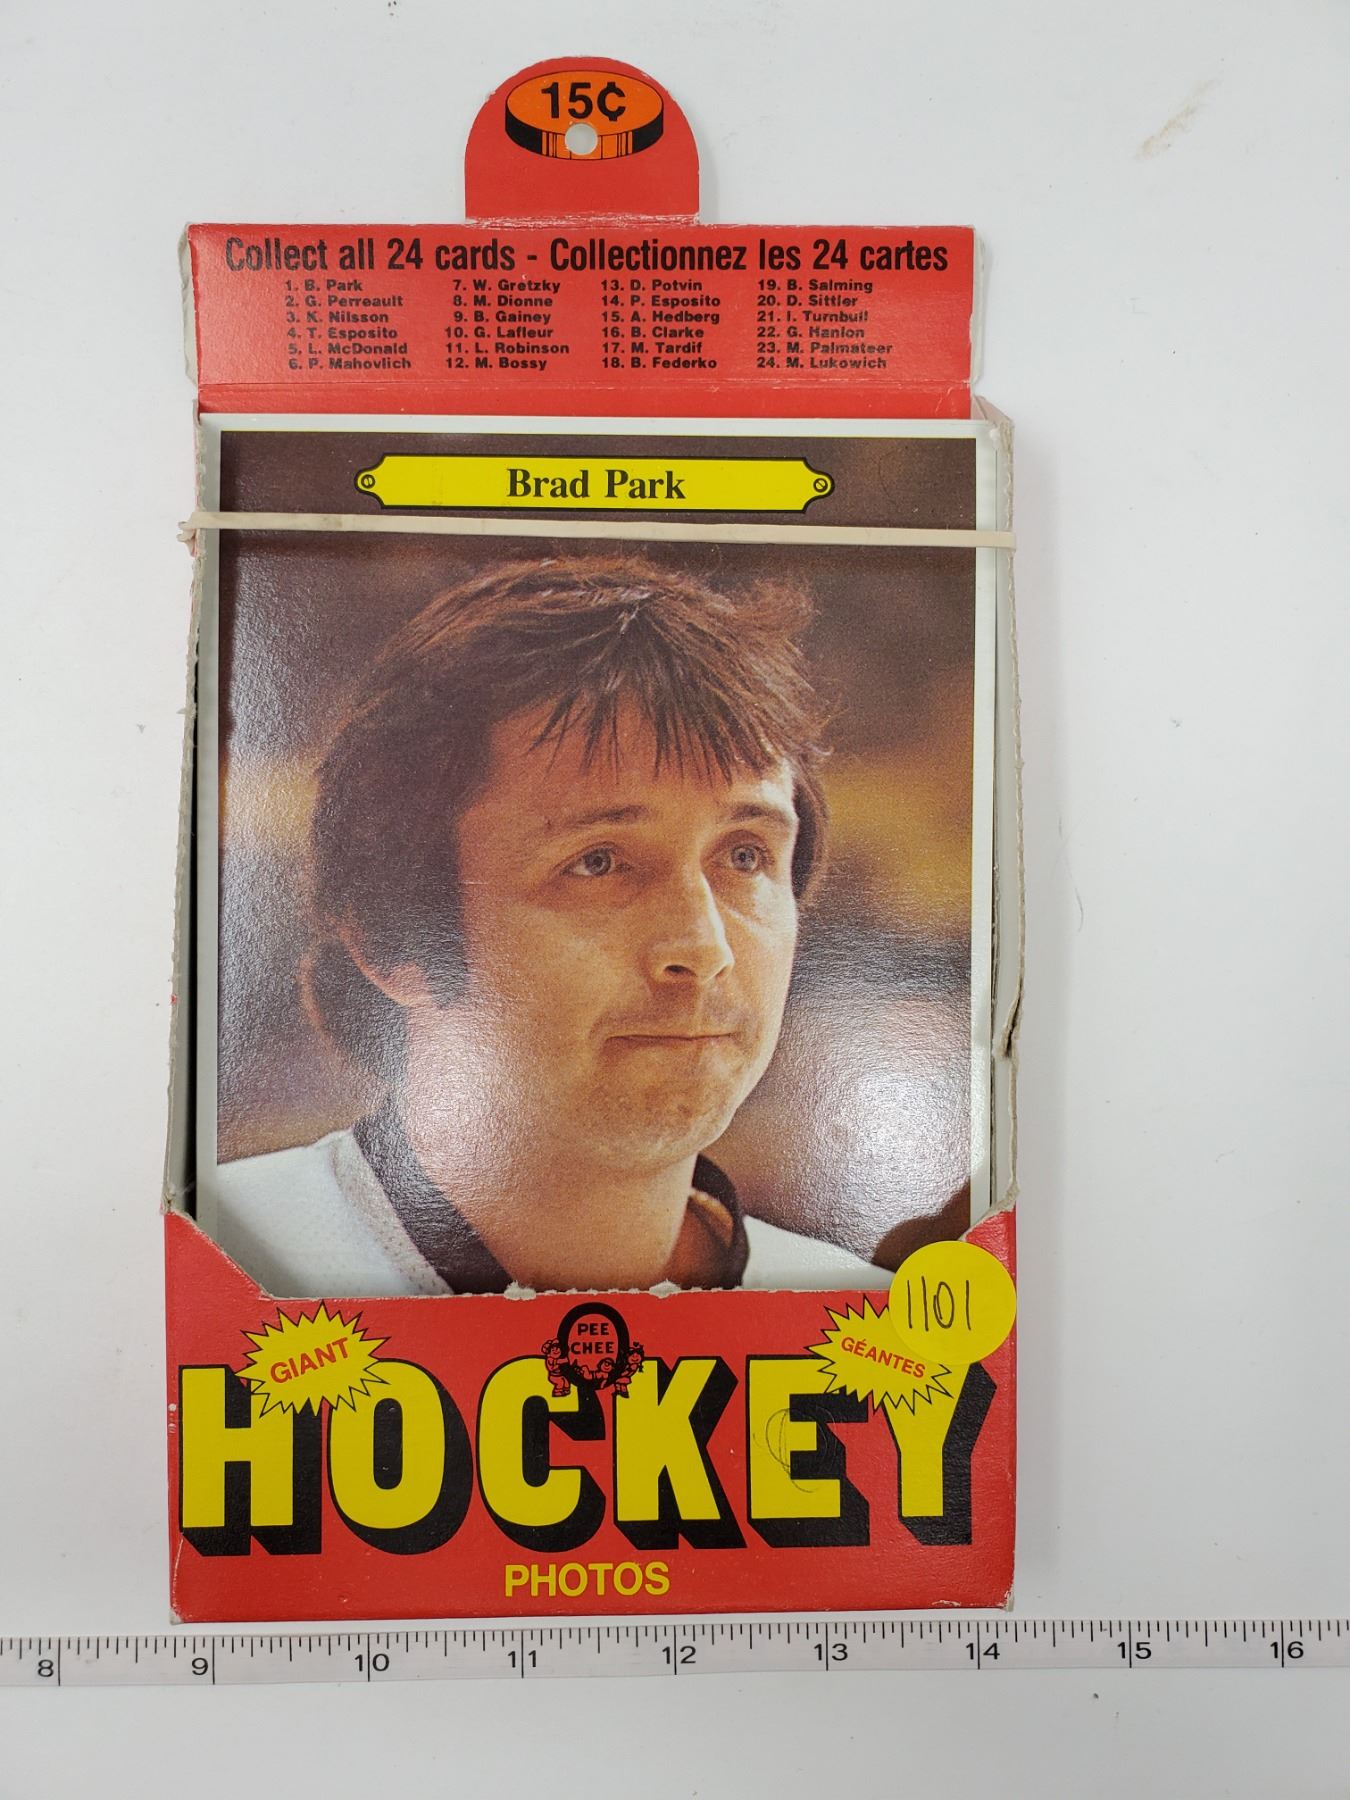 15¢
Collect all 24 cards - Collectionnez les 24 cartes
1. B. Park 7. W. Gretzky 13. D. Potvin 19. B. Salming
2. G. Perreault 8. M. Dionne 14. P. Esposito 20. D. Sittler
3. K. Nilsson 9. B. Gainey 15. A. Hedberg 21. I. Turnbull
4. T. Esposito 10. G. Lafleur 16. B. Clarke 22. G. Hanlon
5. L. McDonald 11. L. Robinson 17. M. Tardif 23. M. Palmateer
6. P. Mahovlich 12. M. Bossy 18. B. Federko 24. M. Lukowich
Brad Park
1101
GIANT
O
PEE
CHEE
GÉANTES
HOCKEY
PHOTOS
8 9 10 11 12 13 14 15 16